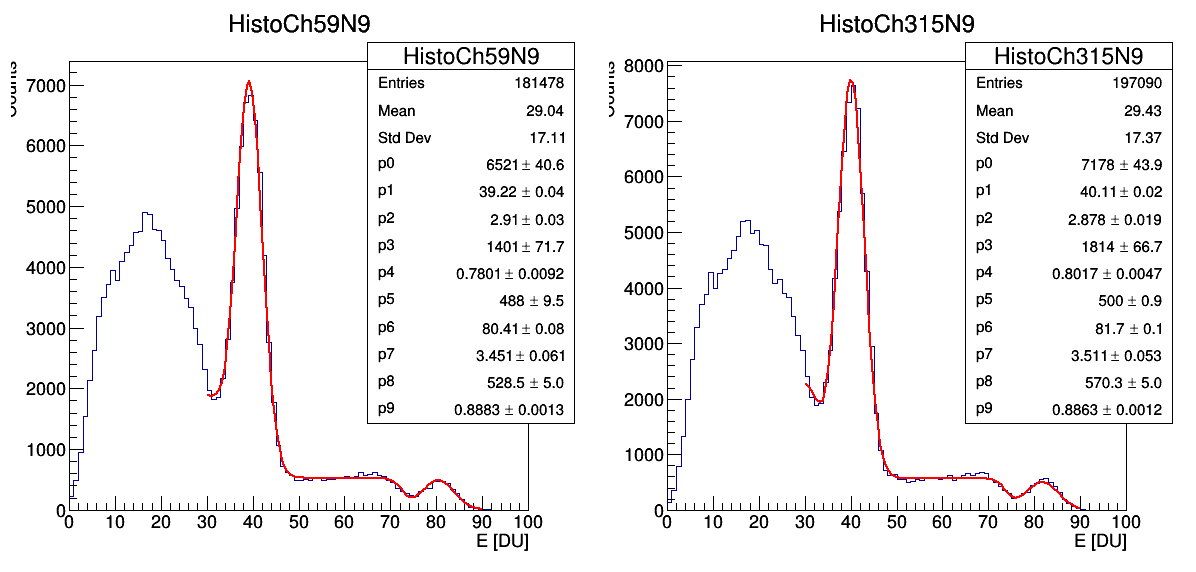 HistoCh59N9
HistoCh59N9
Entries 181478
Mean 29.04
Std Dev 17.11
p0 6521 ± 40.6
p1 39.22 ± 0.04
p2 2.91 ± 0.03
p3 1401 ± 71.7
p4 0.7801 ± 0.0092
p5 488 ± 9.5
p6 80.41 ± 0.08
p7 3.451 ± 0.061
p8 528.5 ± 5.0
p9 0.8883 ± 0.0013
7000
6000
5000
4000
3000
2000
1000
0
0 10 20 30 40 50 60 70 80 90 100
E [DU]
HistoCh315N9
HistoCh315N9
Entries 197090
Mean 29.43
Std Dev 17.37
p0 7178 ± 43.9
p1 40.11 ± 0.02
p2 2.878 ± 0.019
p3 1814 ± 66.7
p4 0.8017 ± 0.0047
p5 500 ± 0.9
p6 81.7 ± 0.1
p7 3.511 ± 0.053
p8 570.3 ± 5.0
p9 0.8863 ± 0.0012
8000
7000
6000
5000
4000
3000
2000
1000
0
0 10 20 30 40 50 60 70 80 90 100
E [DU]